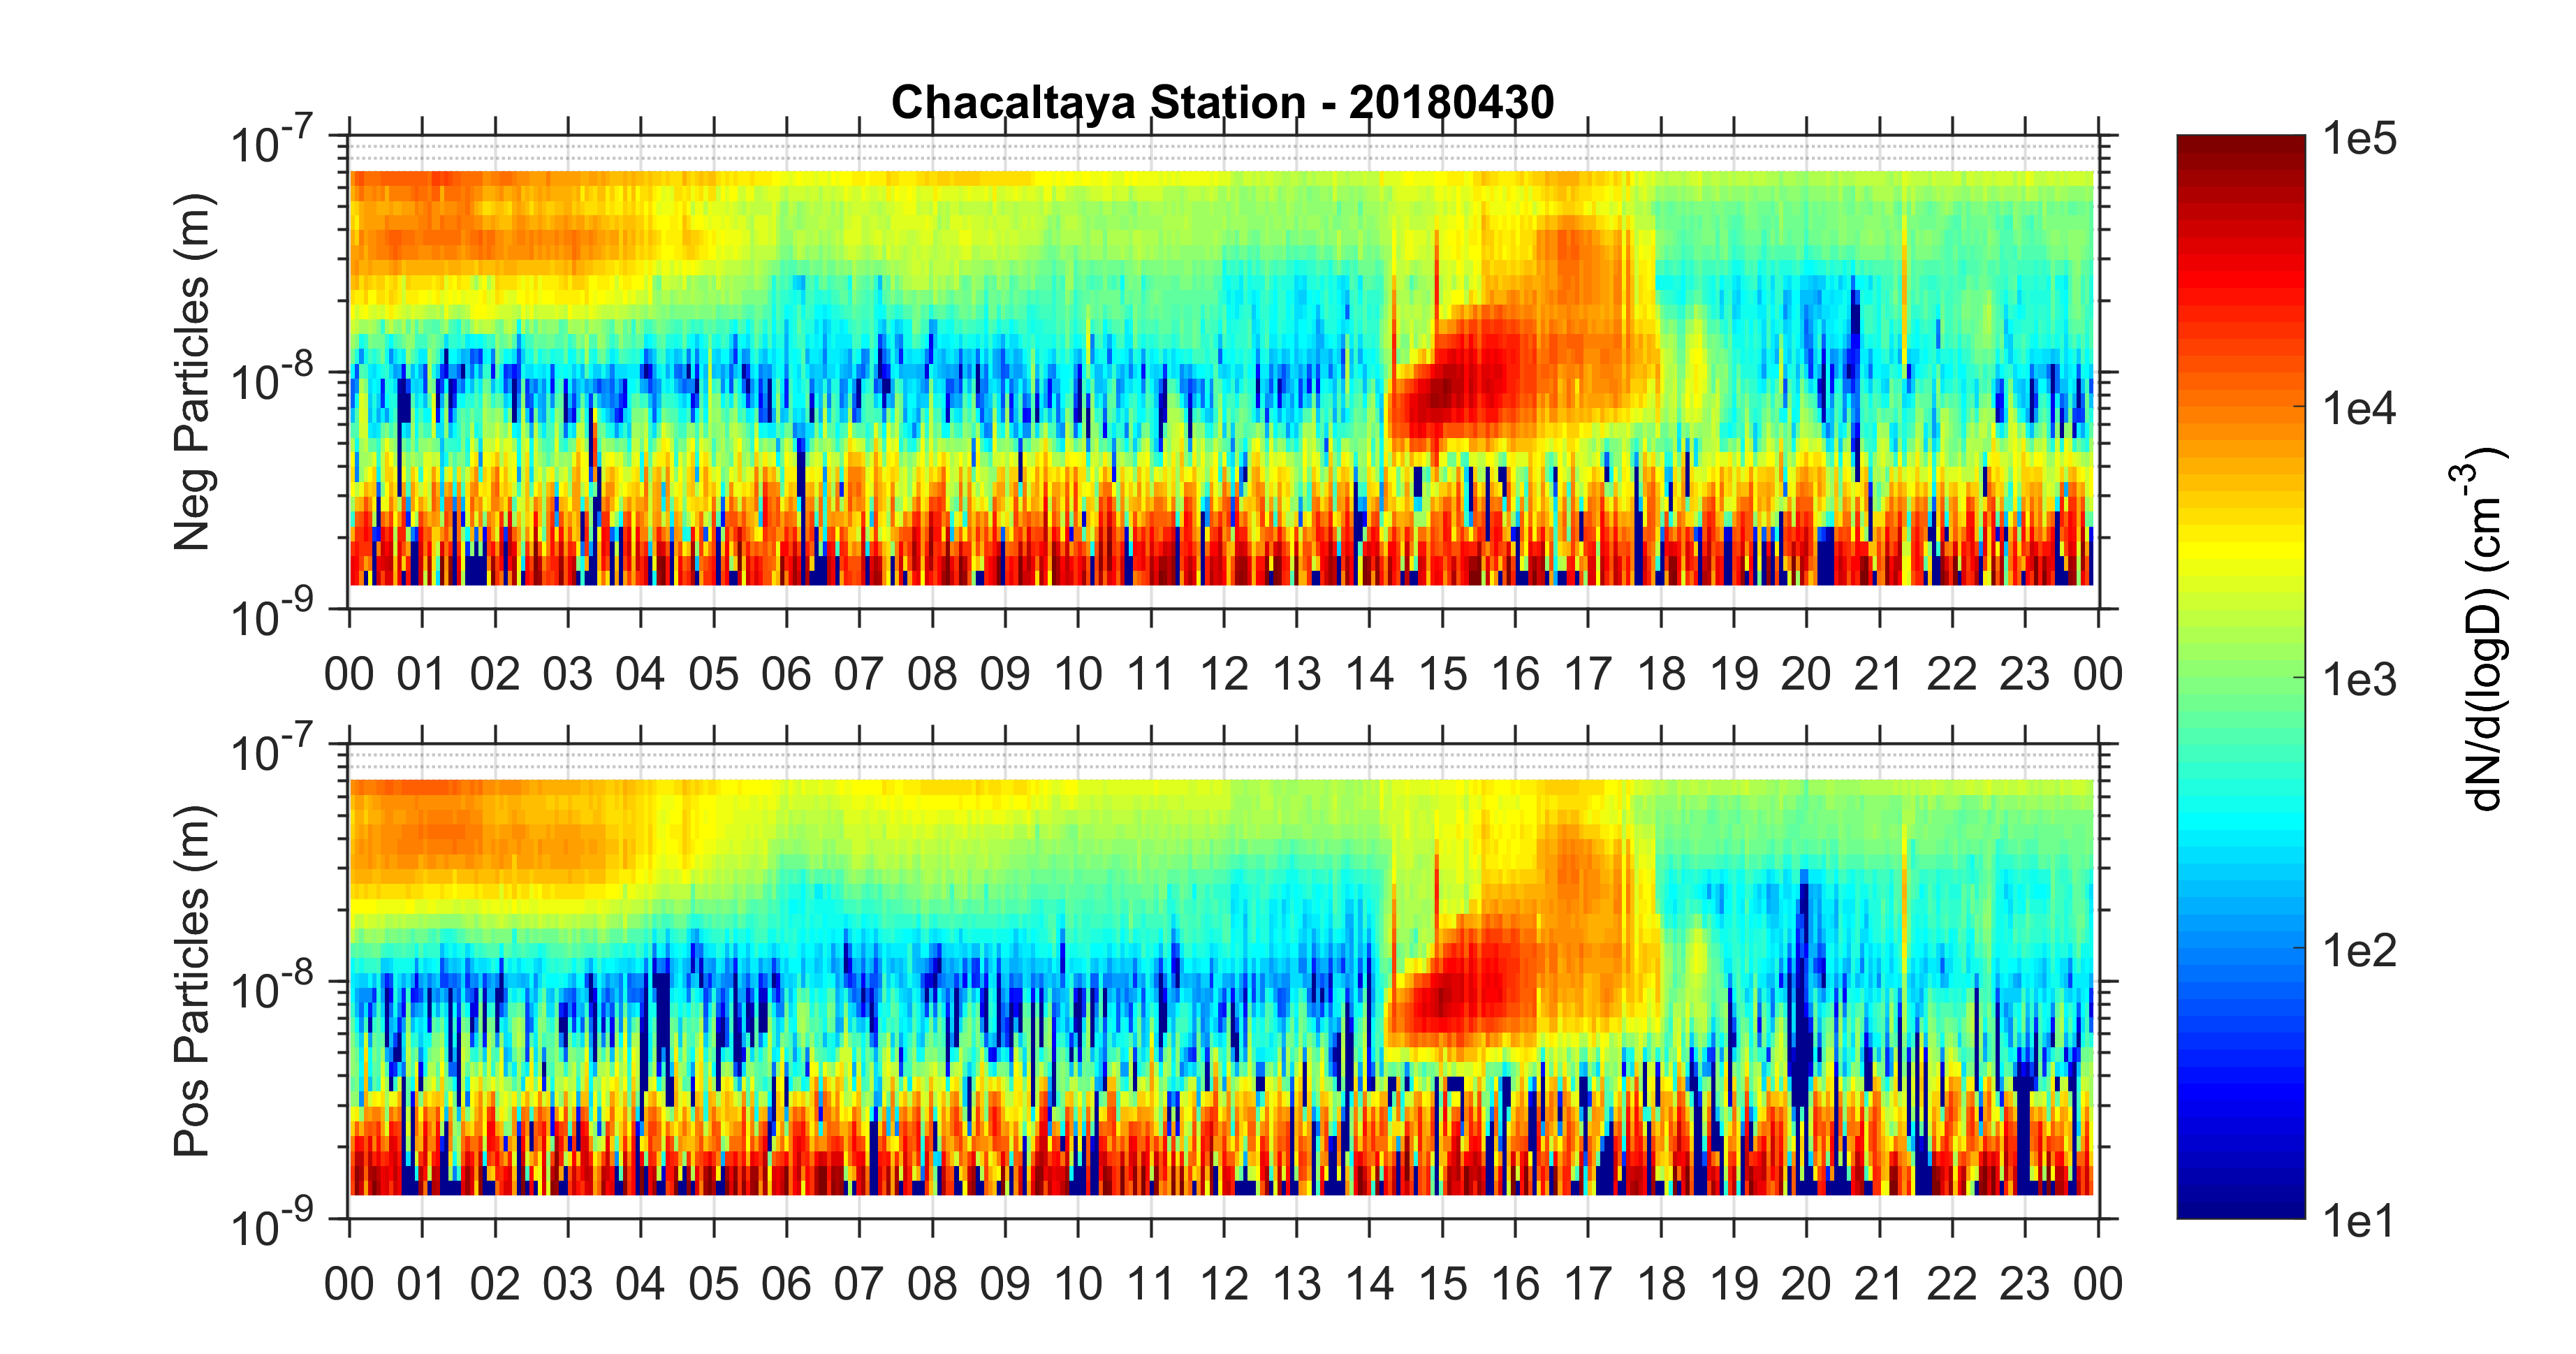 Chacaltaya Station - 20180430
Neg Particles (m)
10^-7
10^-8
10^-9
00 01 02 03 04 05 06 07 08 09 10 11 12 13 14 15 16 17 18 19 20 21 22 23 00
Pos Particles (m)
10^-7
10^-8
10^-9
00 01 02 03 04 05 06 07 08 09 10 11 12 13 14 15 16 17 18 19 20 21 22 23 00
1e5
1e4
1e3
1e2
1e1
dN/d(logD) (cm^-3)